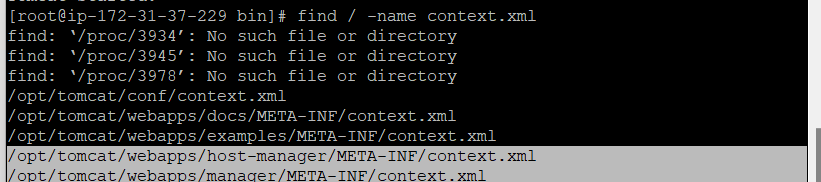 [root@ip-172-31-37-229 bin]# find / -name context.xml
find: ‘/proc/3934’: No such file or directory
find: ‘/proc/3945’: No such file or directory
find: ‘/proc/3978’: No such file or directory
/opt/tomcat/conf/context.xml
/opt/tomcat/webapps/docs/META-INF/context.xml
/opt/tomcat/webapps/examples/META-INF/context.xml
/opt/tomcat/webapps/host-manager/META-INF/context.xml
/opt/tomcat/webapps/manager/META-INF/context.xml